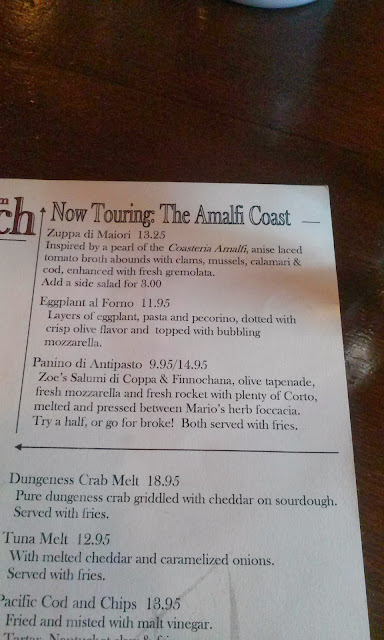 ch Now Touring: The Amalfi Coast
Zuppa di Maiori 13.25
Inspired by a pearl of the Coasteria Amalfi, anise laced
tomato broth abounds with clams, mussels, calamari &
cod, enhanced with fresh gremolata.
Add a side salad for 3.00
Eggplant al Forno 11.95
Layers of eggplant, pasta and pecorino, dotted with
crisp olive flavor and topped with bubbling
mozzarella.
Panino di Antipasto 9.95/14.95
Zoe's Salumi di Coppa & Finnochana, olive tapenade,
fresh mozzarella and fresh rocket with plenty of Corto,
melted and pressed between Mario's herb foccacia.
Try a half, or go for broke! Both served with fries.
Dungeness Crab Melt 18.95
Pure dungeness crab griddled with cheddar on sourdough.
Served with fries.
Tuna Melt 12.95
With melted cheddar and caramelized onions.
Served with fries.
Pacific Cod and Chips 13.95
Fried and misted with malt vinegar.
Tartar, Nantucket slaw &